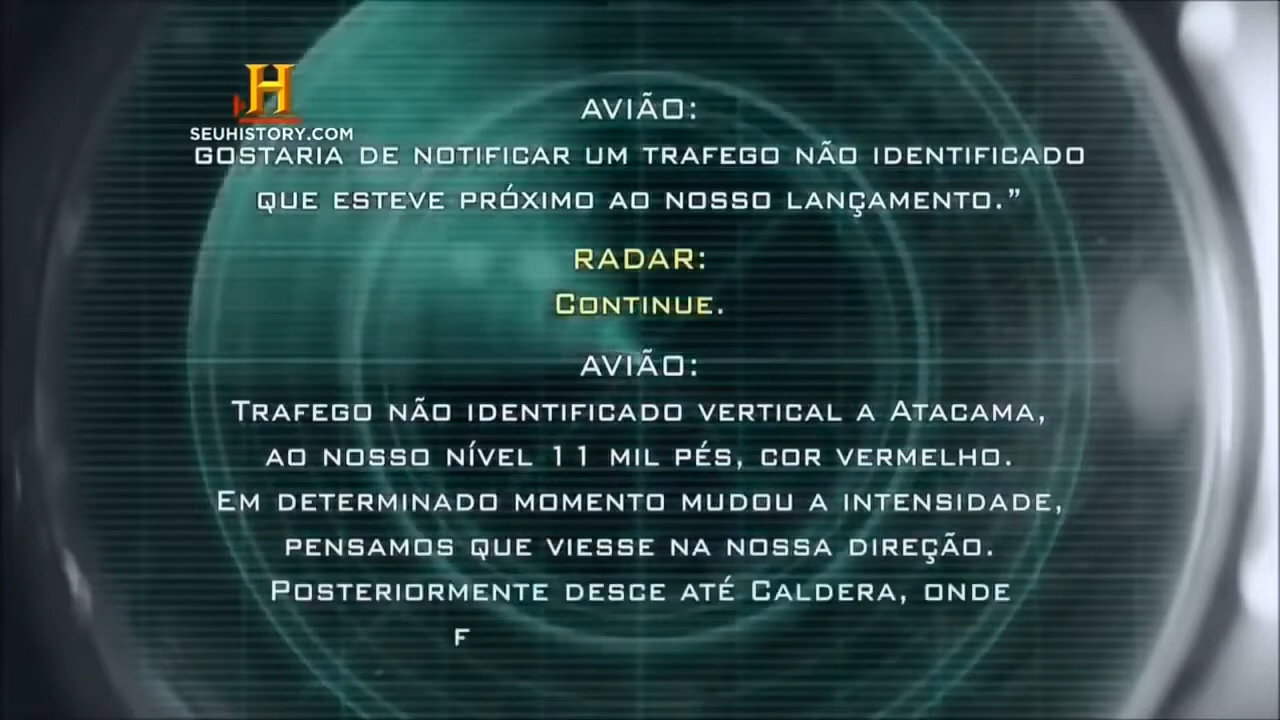 H
SEUHISTORY.COM
AVIÃO:
GOSTARIA DE NOTIFICAR UM TRAFEGO NÃO IDENTIFICADO
QUE ESTEVE PRÓXIMO AO NOSSO LANÇAMENTO.”
RADAR:
CONTINUE.
AVIÃO:
TRAFEGO NÃO IDENTIFICADO VERTICAL A ATACAMA,
AO NOSSO NÍVEL 11 MIL PÉS, COR VERMELHO.
EM DETERMINADO MOMENTO MUDOU A INTENSIDADE,
PENSAMOS QUE VIESSE NA NOSSA DIREÇÃO.
POSTERIORMENTE DESCE ATÉ CALDERA, ONDE
F